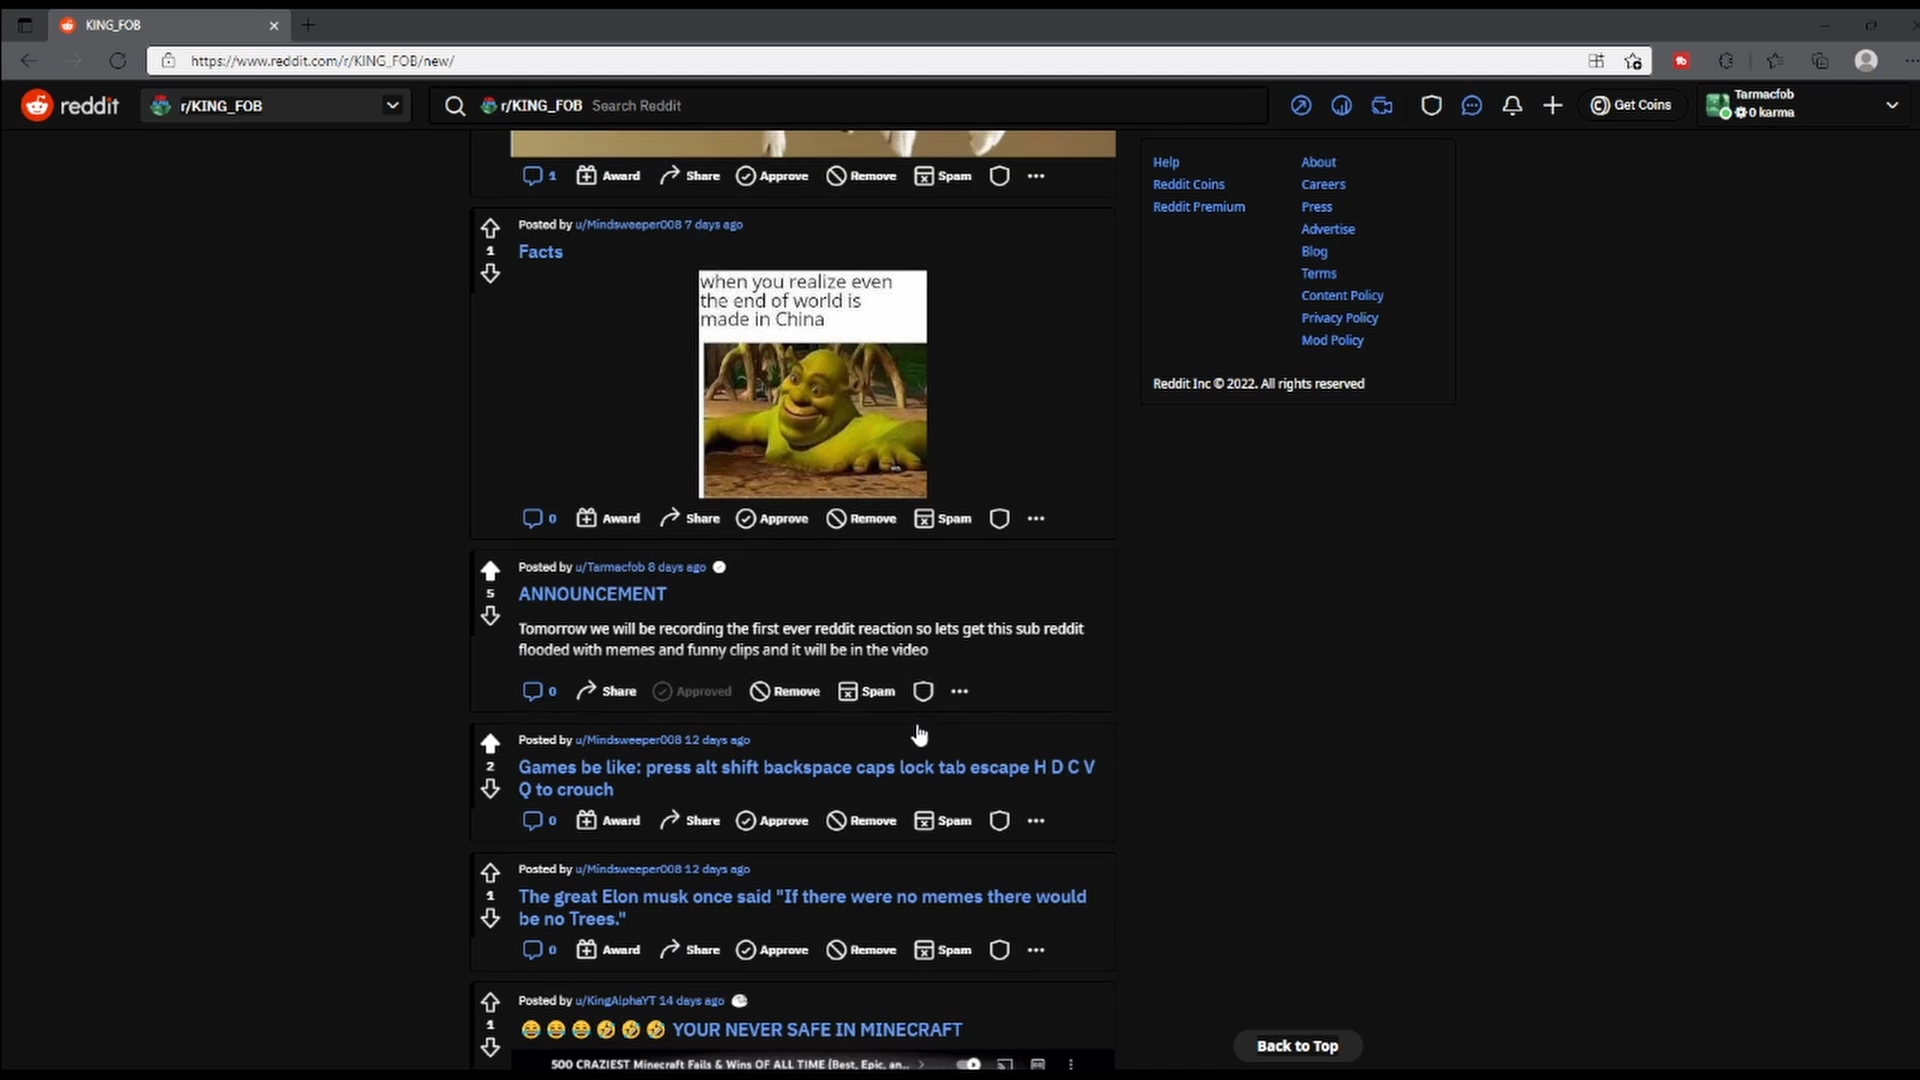 KING_FOB
https://www.reddit.com/r/KING_FOB/new/
reddit
r/KING_FOB
r/KING_FOB Search Reddit
Get Coins
Tarmacfob
0 karma
1 Award Share Approve Remove Spam
Posted by u/Mindsweeper008 7 days ago
1
Facts
when you realize even
the end of world is
made in China
0 Award Share Approve Remove Spam
Posted by u/Tarmacfob 8 days ago
5
ANNOUNCEMENT
Tomorrow we will be recording the first ever reddit reaction so lets get this sub reddit
flooded with memes and funny clips and it will be in the video
0 Share Approved Remove Spam
Posted by u/Mindsweeper008 12 days ago
2
Games be like: press alt shift backspace caps lock tab escape H D C V
Q to crouch
0 Award Share Approve Remove Spam
Posted by u/Mindsweeper008 12 days ago
1
The great Elon musk once said "If there were no memes there would
be no Trees."
0 Award Share Approve Remove Spam
Posted by u/KingAlphaYT 14 days ago
1
😂😂😂🤣🤣🤣 YOUR NEVER SAFE IN MINECRAFT
500 CRAZIEST Minecraft Fails & Wins OF ALL TIME (Best, Epic, an...
Help About
Reddit Coins Careers
Reddit Premium Press
Advertise
Blog
Terms
Content Policy
Privacy Policy
Mod Policy
Reddit Inc © 2022. All rights reserved
Back to Top